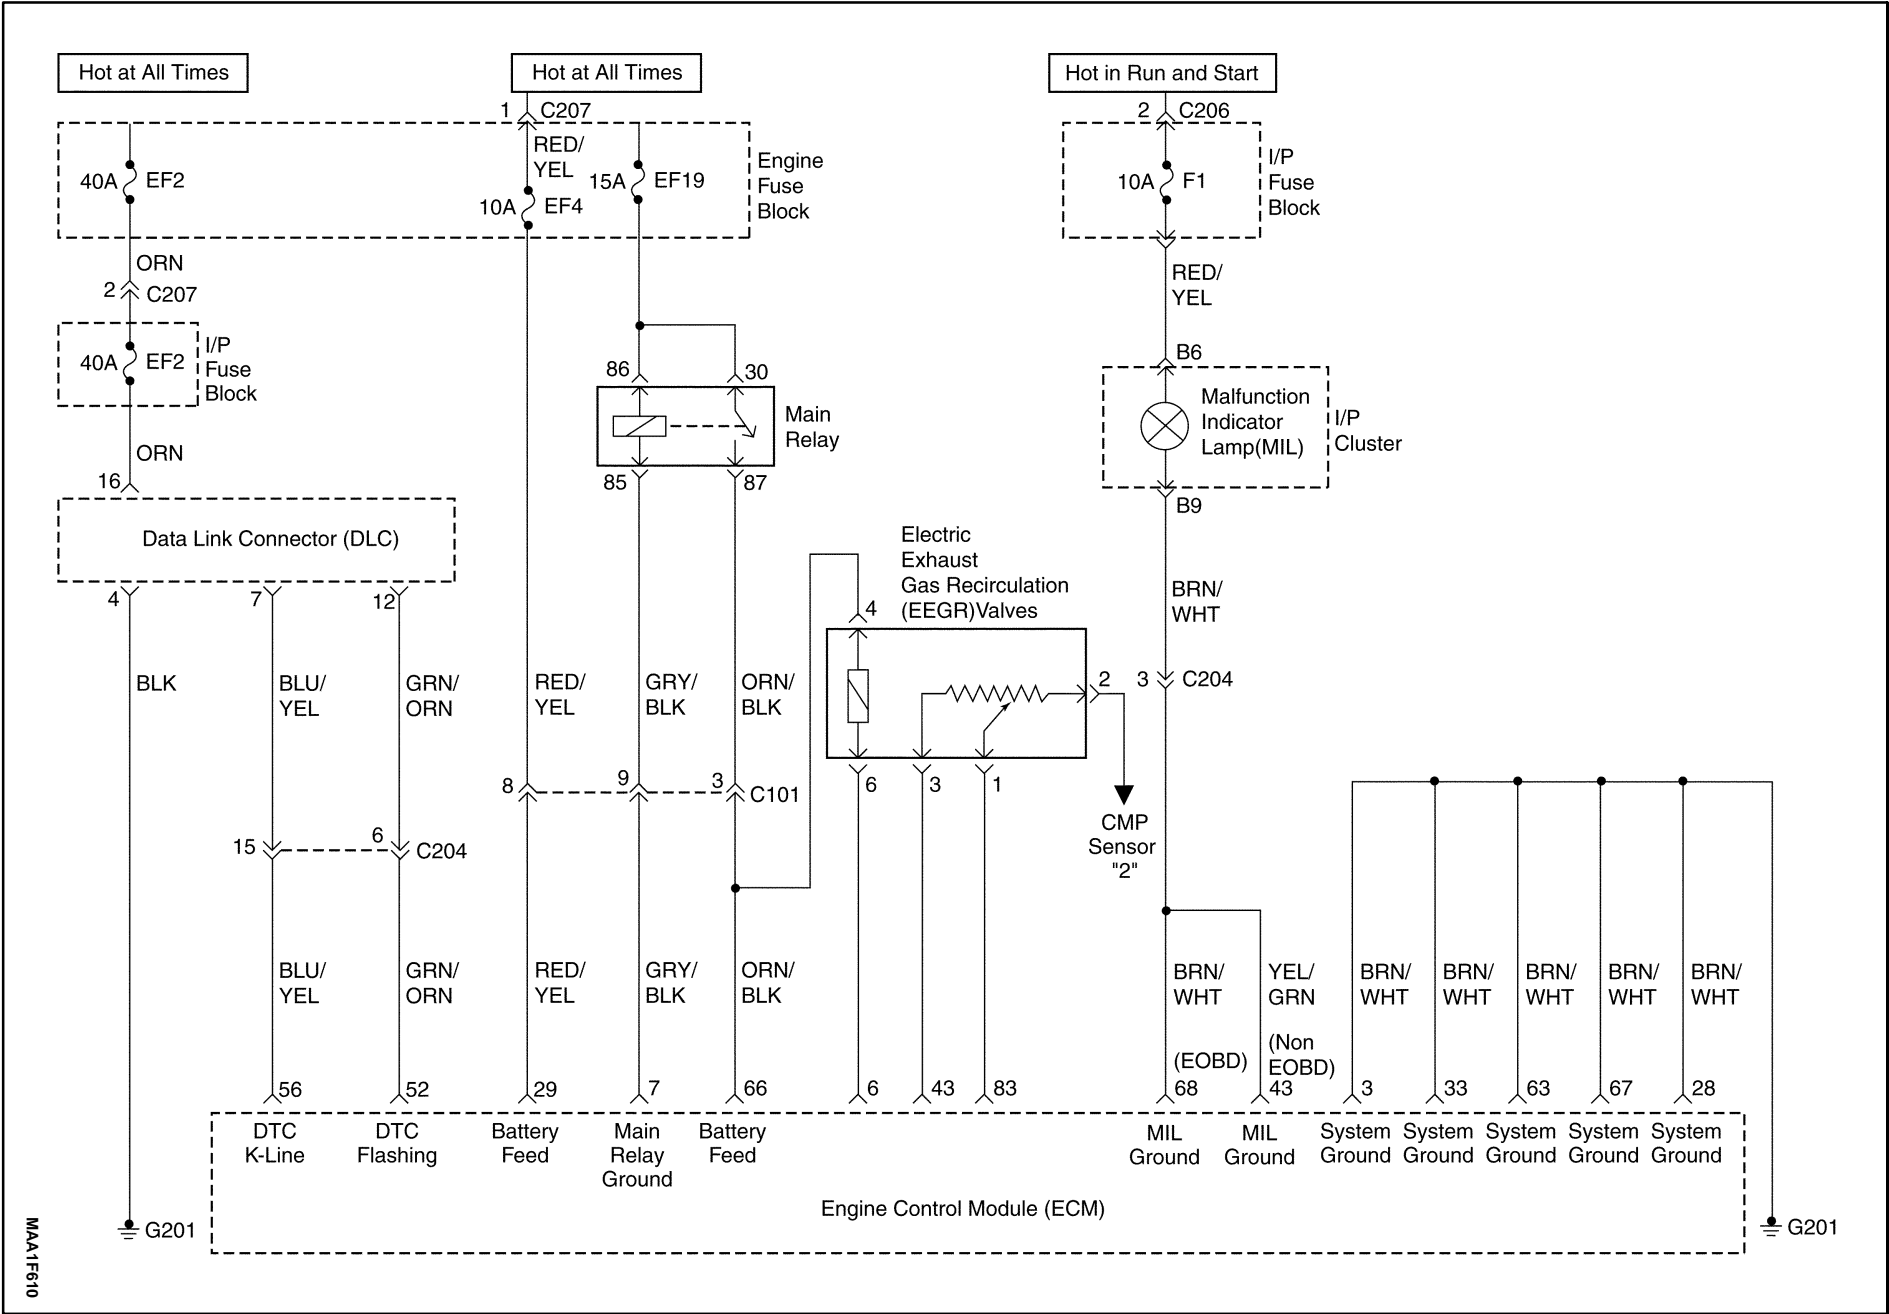 Hot at All Times
Hot at All Times
Hot in Run and Start
1 C207
2 C206
RED/
YEL
40A EF2
10A EF4
15A EF19
Engine
Fuse
Block
10A F1
I/P
Fuse
Block
ORN
2 C207
RED/
YEL
40A EF2
I/P
Fuse
Block
86
30
Main
Relay
85
87
B6
Malfunction
Indicator
Lamp(MIL)
I/P
Cluster
B9
ORN
16
Data Link Connector (DLC)
4
7
12
Electric
Exhaust
Gas Recirculation
(EEGR)Valves
4
2
6
3
1
BRN/
WHT
3 C204
BLK
BLU/
YEL
GRN/
ORN
RED/
YEL
GRY/
BLK
ORN/
BLK
8
9
3
C101
CMP
Sensor
"2"
15
6
C204
BLU/
YEL
GRN/
ORN
RED/
YEL
GRY/
BLK
ORN/
BLK
BRN/
WHT
(EOBD)
YEL/
GRN
(Non
EOBD)
BRN/
WHT
BRN/
WHT
BRN/
WHT
BRN/
WHT
BRN/
WHT
56
52
29
7
66
6
43
83
68
43
3
33
63
67
28
DTC
K-Line
DTC
Flashing
Battery
Feed
Main
Relay
Ground
Battery
Feed
MIL
Ground
MIL
Ground
System
Ground
System
Ground
System
Ground
System
Ground
System
Ground
Engine Control Module (ECM)
G201
G201
MAA1F610